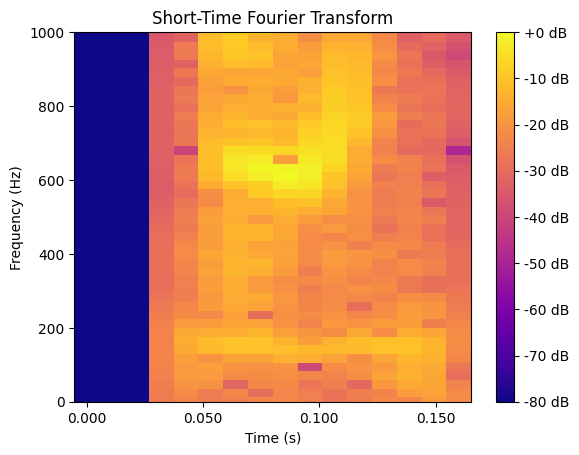 Short-Time Fourier Transform
1000
800
600
400
200
0
Frequency (Hz)
0.000
0.050
0.100
0.150
Time (s)
+0 dB
-10 dB
-20 dB
-30 dB
-40 dB
-50 dB
-60 dB
-70 dB
-80 dB